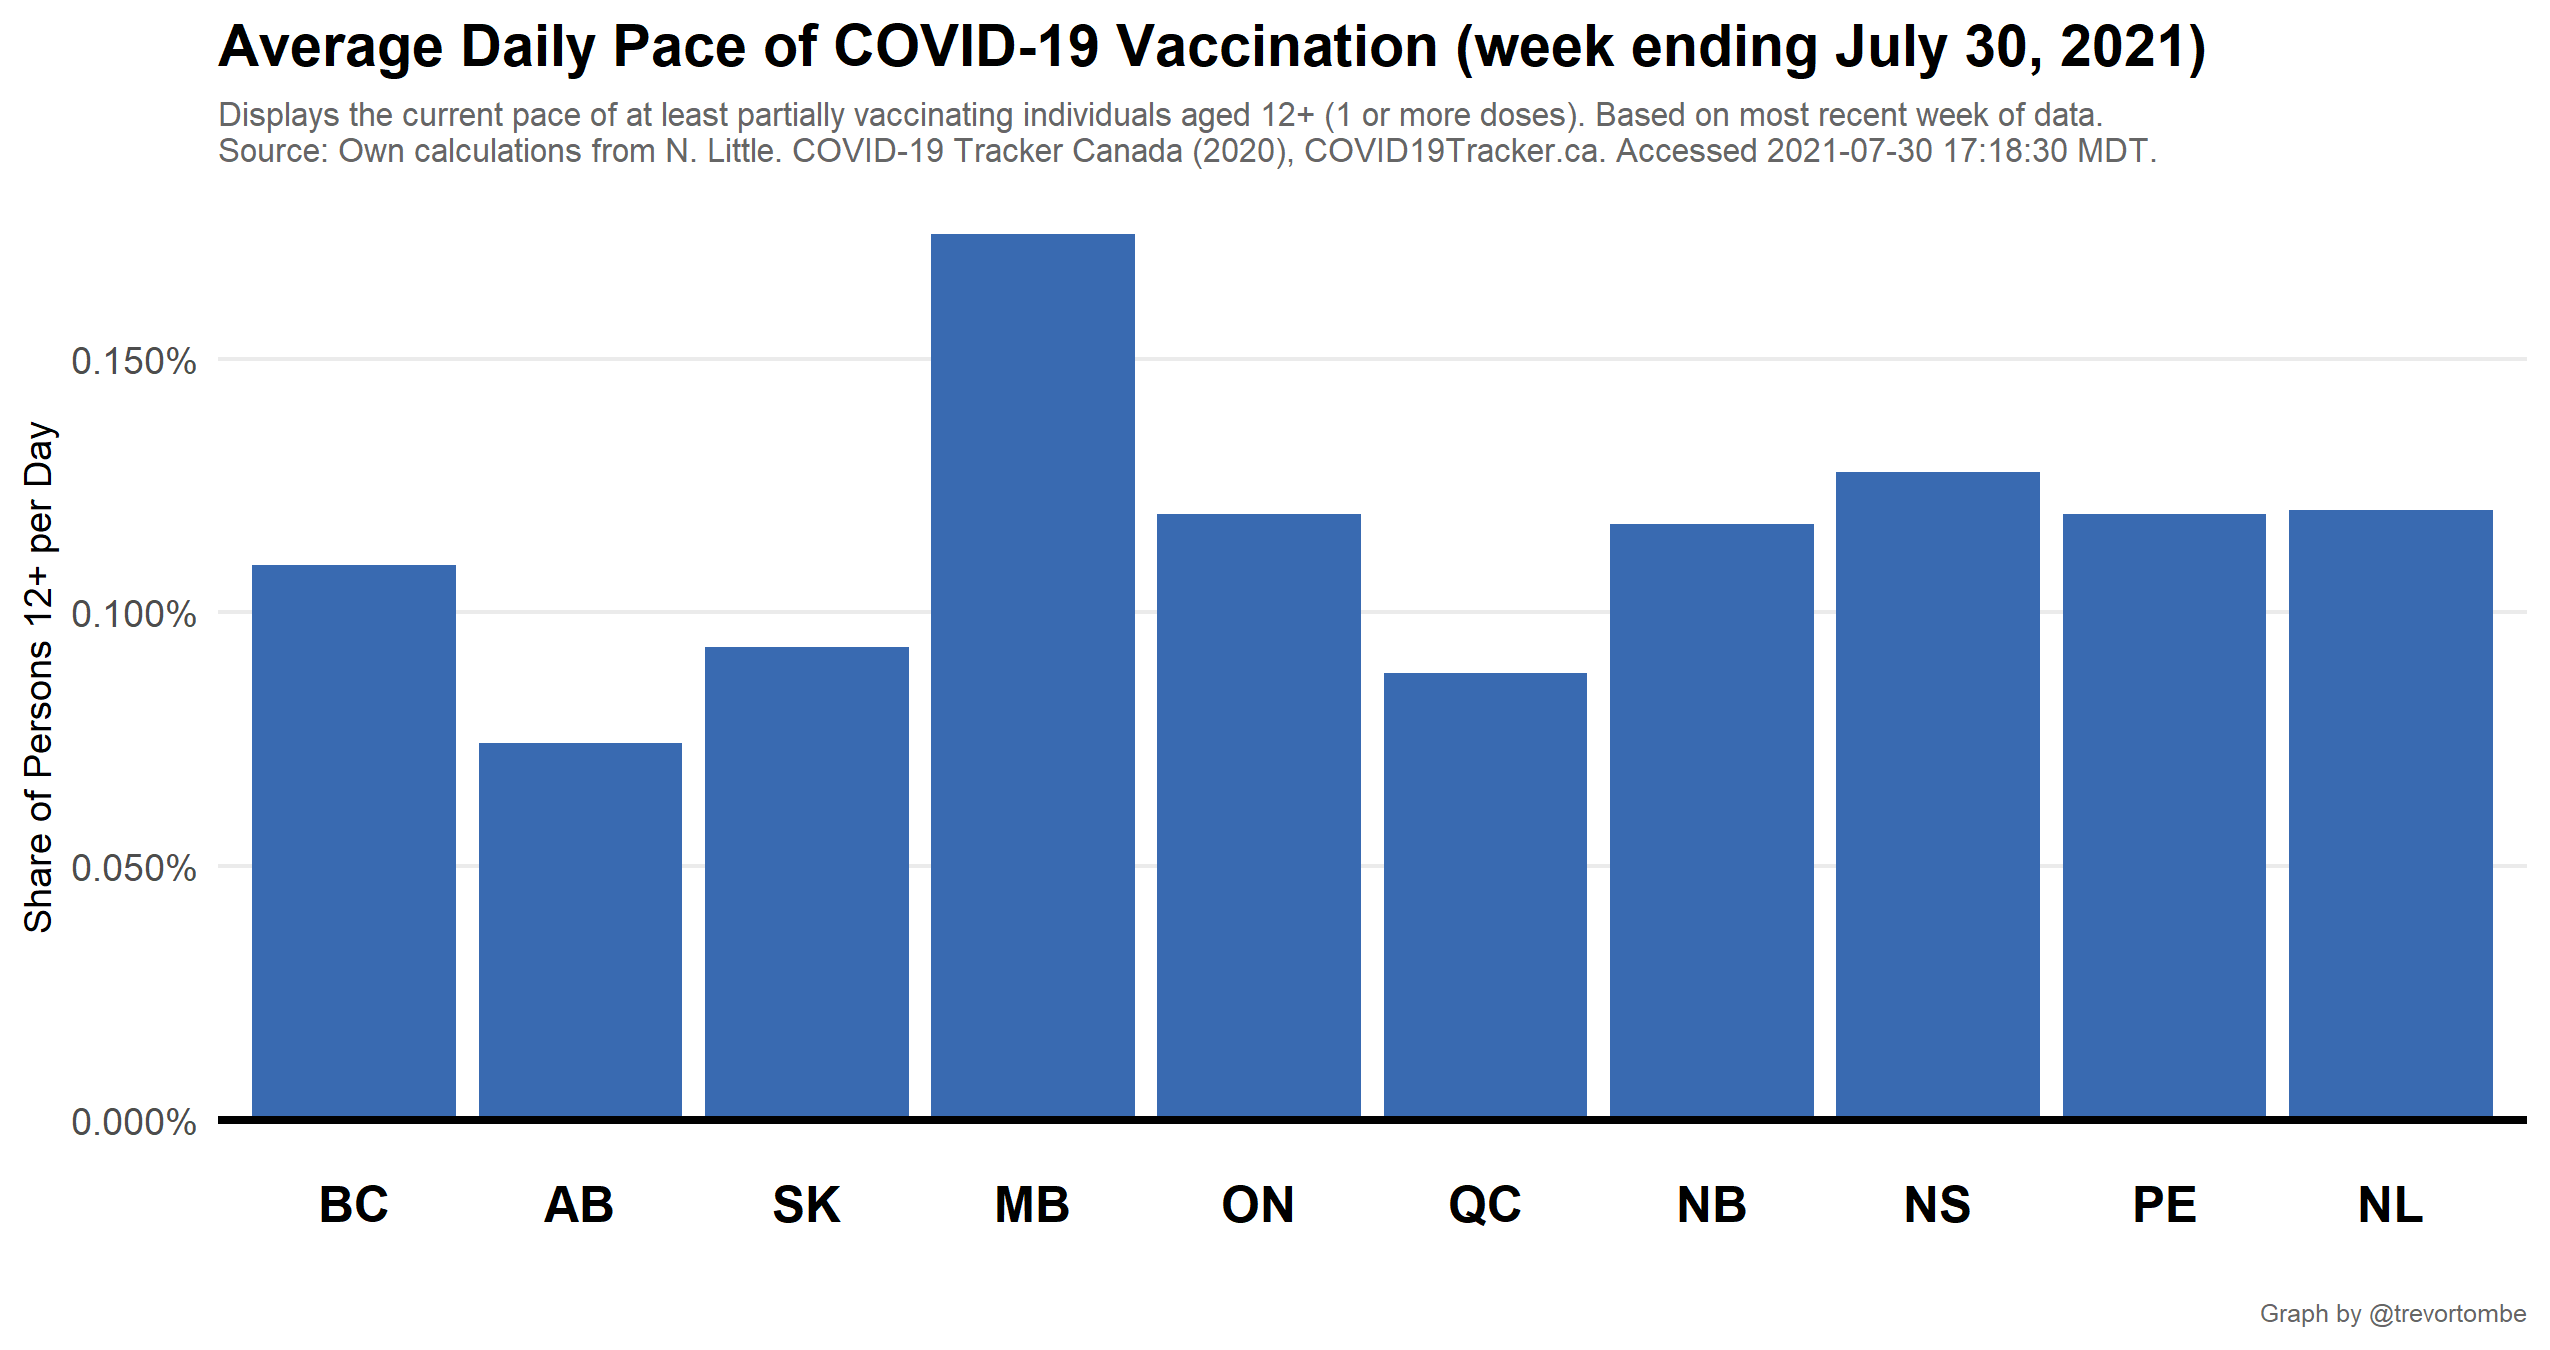 Average Daily Pace of COVID-19 Vaccination (week ending July 30, 2021)
Displays the current pace of at least partially vaccinating individuals aged 12+ (1 or more doses). Based on most recent week of data.
Source: Own calculations from N. Little. COVID-19 Tracker Canada (2020), COVID19Tracker.ca. Accessed 2021-07-30 17:18:30 MDT.
Share of Persons 12+ per Day
0.150%
0.100%
0.050%
0.000%
BC AB SK MB ON QC NB NS PE NL
Graph by @trevortombe